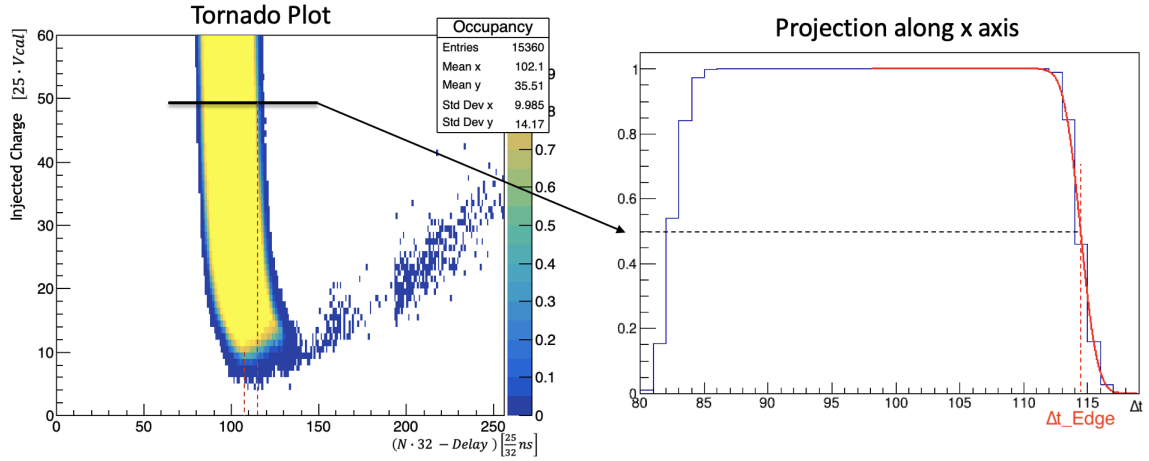 Tornado Plot
Injected Charge [25 · Vcal]
60
50
40
30
20
10
0
0 50 100 150 200 250
(N · 32 − Delay ) [25/32 ns]
Occupancy
Entries 15360
Mean x 102.1
Mean y 35.51
Std Dev x 9.985
Std Dev y 14.17
9
8
0.7
0.6
0.5
0.4
0.3
0.2
0.1
0
Projection along x axis
1
0.8
0.6
0.4
0.2
0
80 85 90 95 100 105 110 115 Δt
Δt_Edge